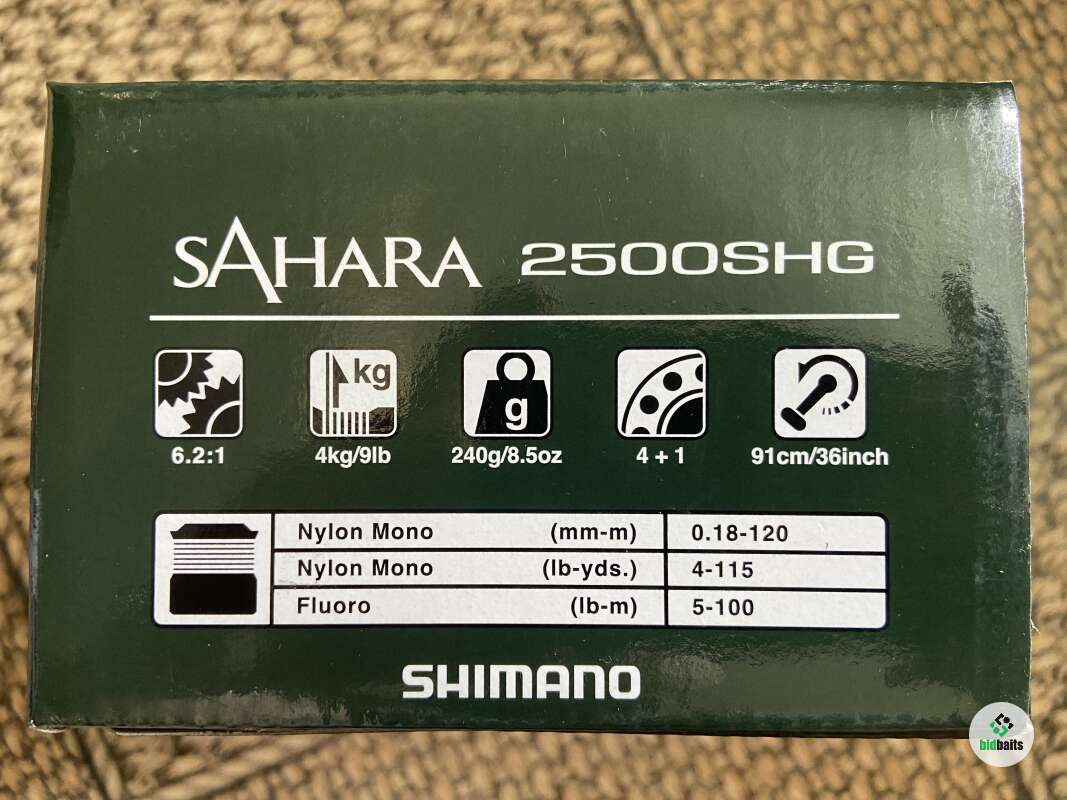 SAHARA 2500SHG
kg
g
6.2:1 4kg/9lb 240g/8.5oz 4 + 1 91cm/36inch
Nylon Mono (mm-m) 0.18-120
Nylon Mono (lb-yds.) 4-115
Fluoro (lb-m) 5-100
SHIMANO
bidbaits